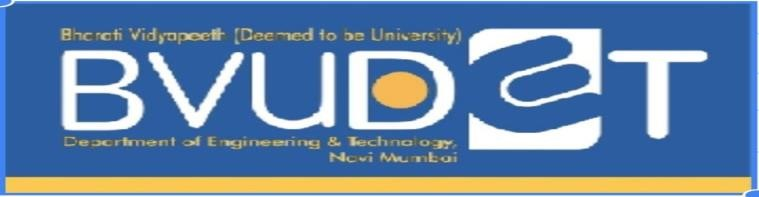 Bharati Vidyapeeth (Deemed to be University)
BVUDET
Department of Engineering & Technology,
Navi Mumbai